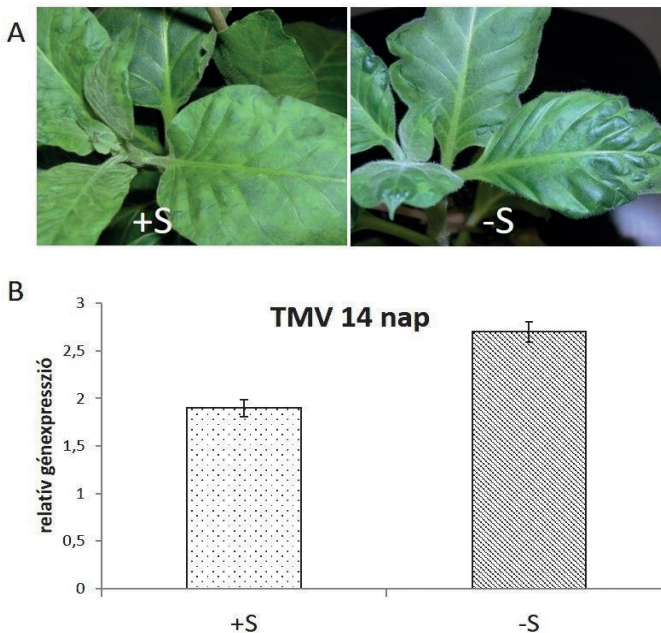 A
+S
-S
B
TMV 14 nap
relatív génexpresszió
3
2,5
2
1,5
1
0,5
0
+S
-S